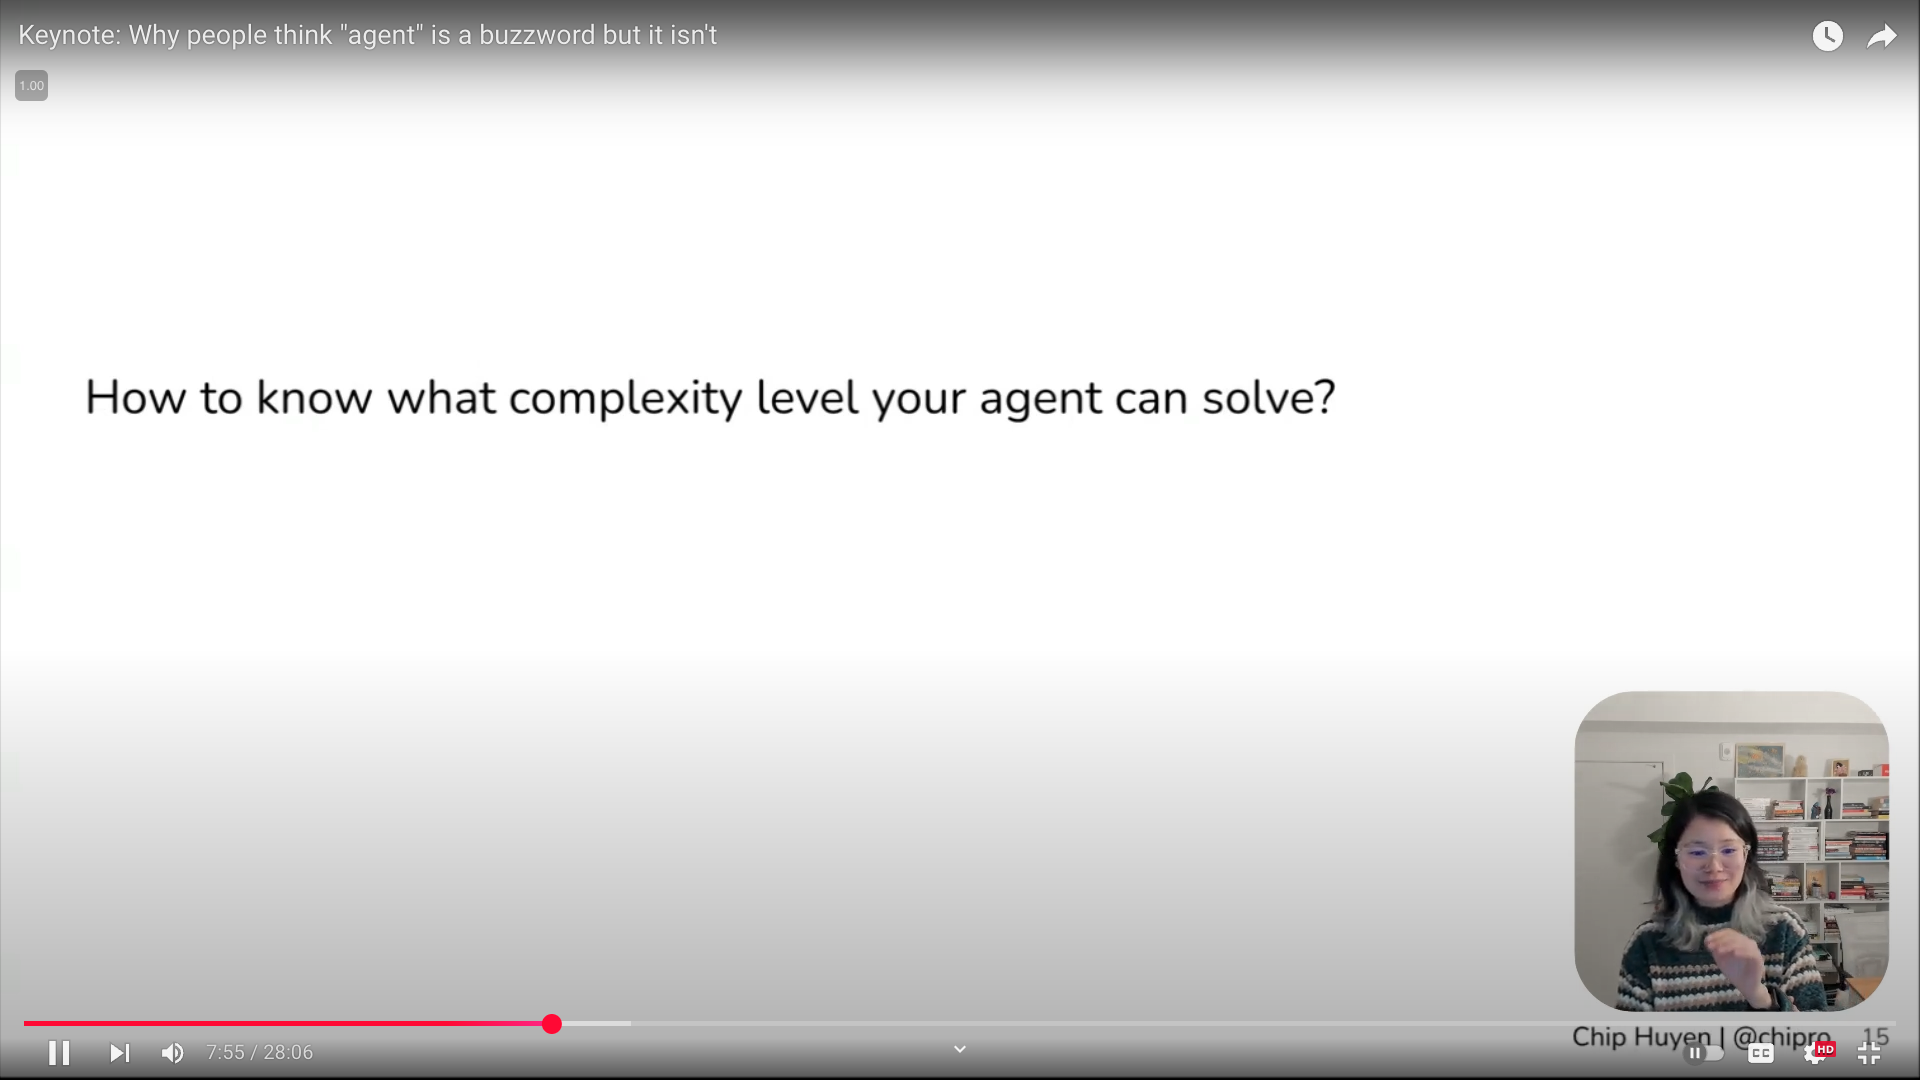 Keynote: Why people think "agent" is a buzzword but it isn't
1.00
How to know what complexity level your agent can solve?
Chip Huyen | @chipro 15
7:55 / 28:06
CC
HD